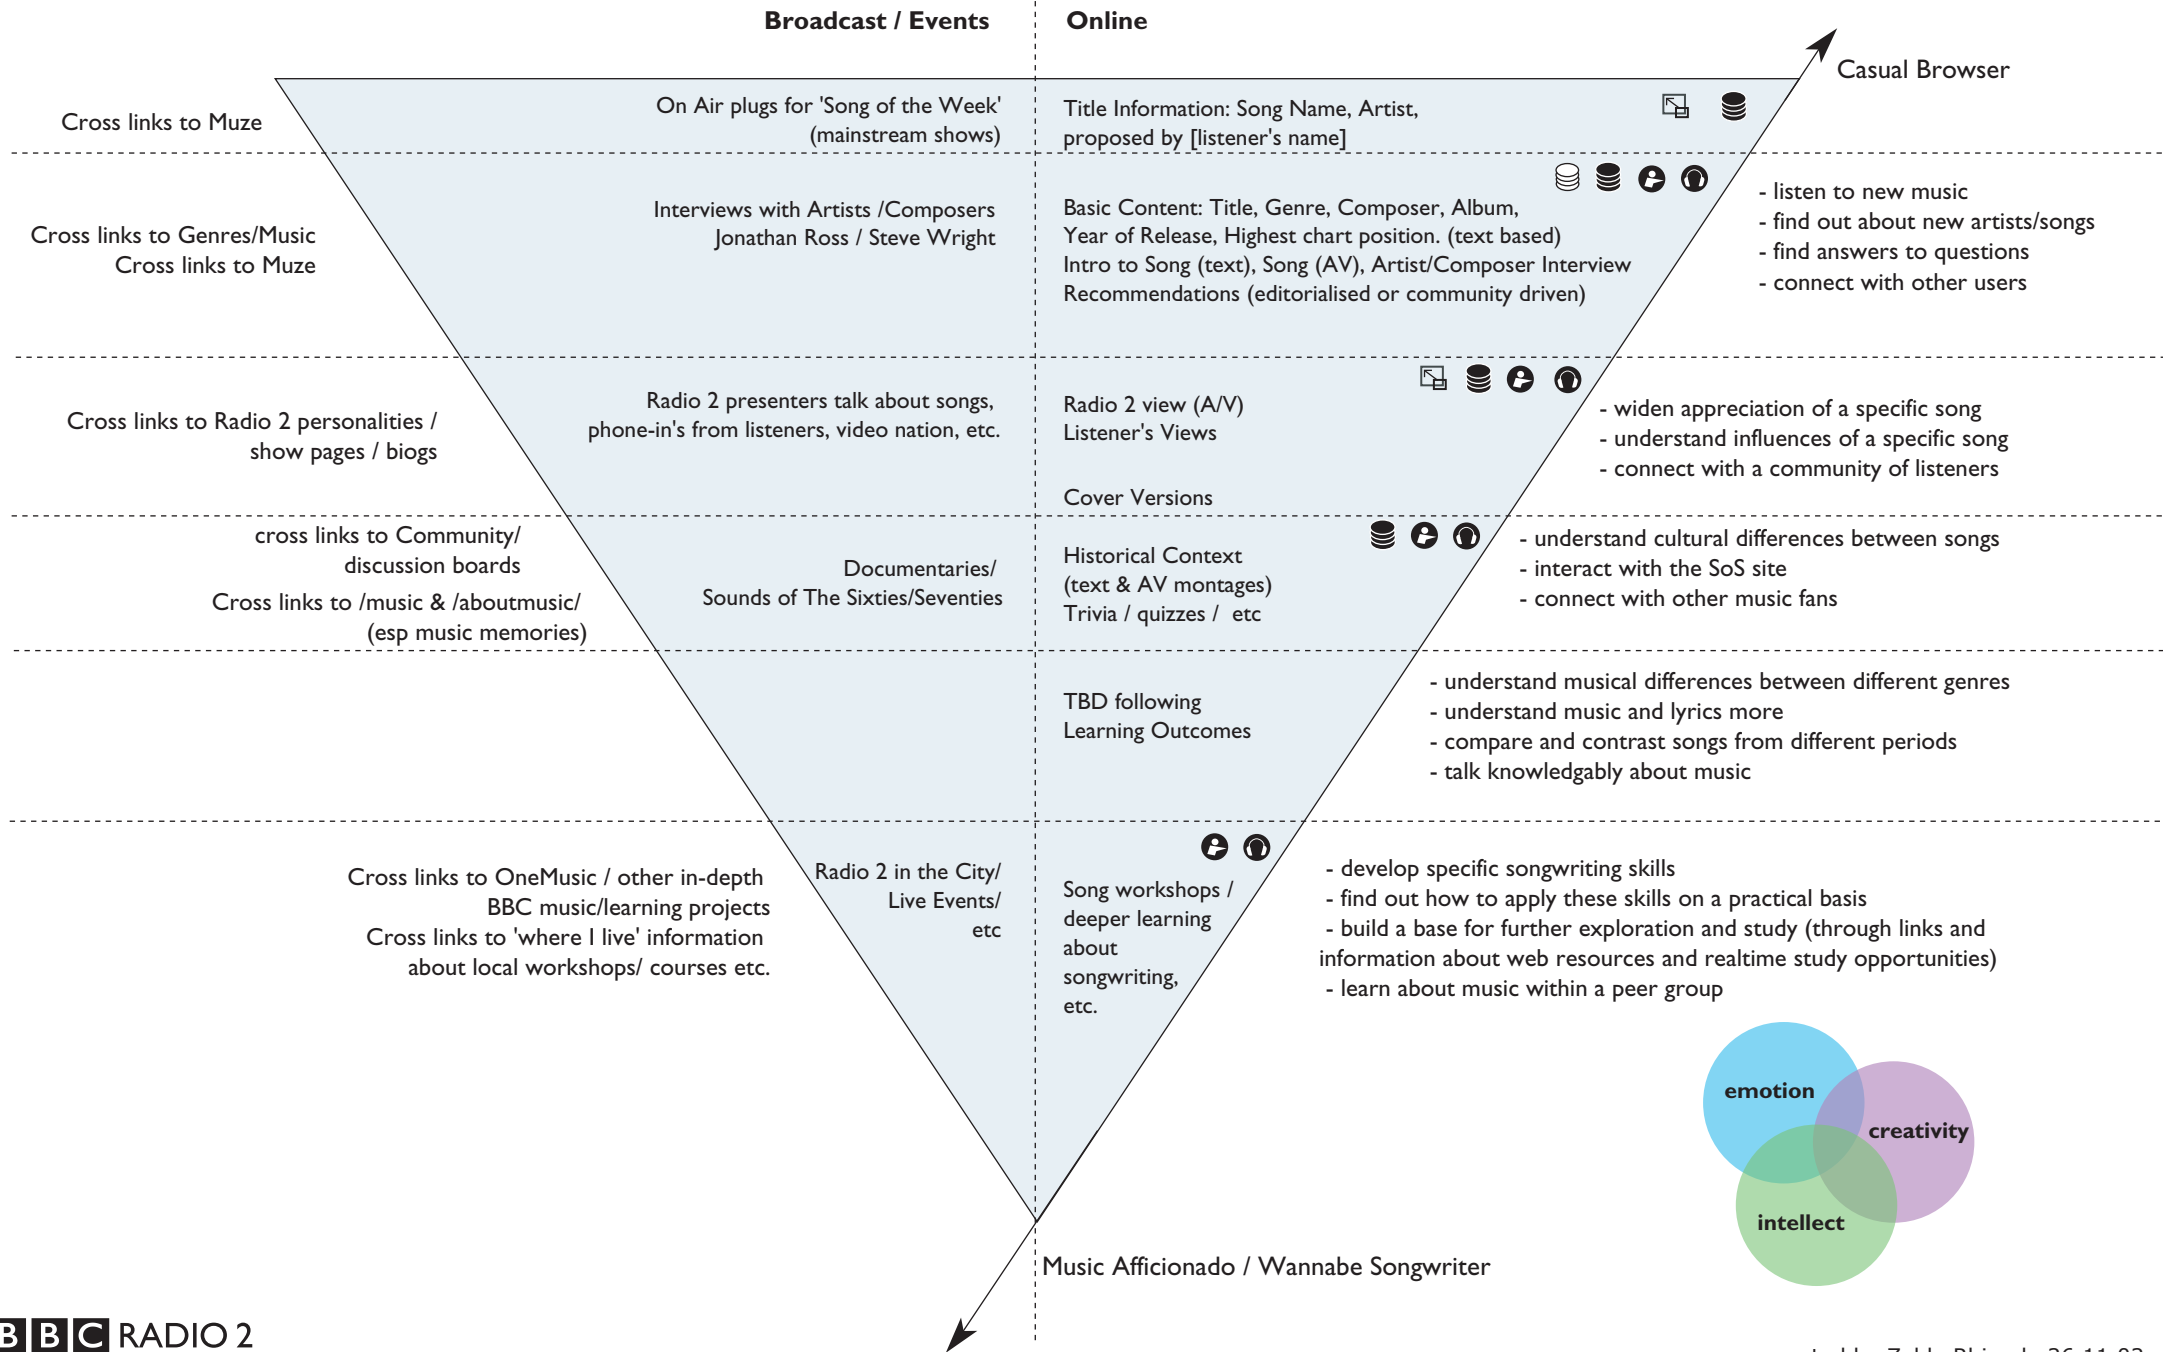 Broadcast / Events
Online
Casual Browser
Cross links to Muze
On Air plugs for 'Song of the Week'
(mainstream shows)
Title Information: Song Name, Artist,
proposed by [listener's name]
Cross links to Genres/Music
Cross links to Muze
Interviews with Artists /Composers
Jonathan Ross / Steve Wright
Basic Content: Title, Genre, Composer, Album,
Year of Release, Highest chart position. (text based)
Intro to Song (text), Song (AV), Artist/Composer Interview
Recommendations (editorialised or community driven)
- listen to new music
- find out about new artists/songs
- find answers to questions
- connect with other users
Cross links to Radio 2 personalities /
show pages / biogs
Radio 2 presenters talk about songs,
phone-in's from listeners, video nation, etc.
Radio 2 view (A/V)
Listener's Views
Cover Versions
- widen appreciation of a specific song
- understand influences of a specific song
- connect with a community of listeners
cross links to Community/
discussion boards
Cross links to /music & /aboutmusic/
(esp music memories)
Documentaries/
Sounds of The Sixties/Seventies
Historical Context
(text & AV montages)
Trivia / quizzes / etc
- understand cultural differences between songs
- interact with the SoS site
- connect with other music fans
TBD following
Learning Outcomes
- understand musical differences between different genres
- understand music and lyrics more
- compare and contrast songs from different periods
- talk knowledgably about music
Cross links to OneMusic / other in-depth
BBC music/learning projects
Cross links to 'where I live' information
about local workshops/ courses etc.
Radio 2 in the City/
Live Events/
etc
Song workshops /
deeper learning
about
songwriting,
etc.
- develop specific songwriting skills
- find out how to apply these skills on a practical basis
- build a base for further exploration and study (through links and
information about web resources and realtime study opportunities)
- learn about music within a peer group
emotion
creativity
intellect
Music Afficionado / Wannabe Songwriter
BBC RADIO 2